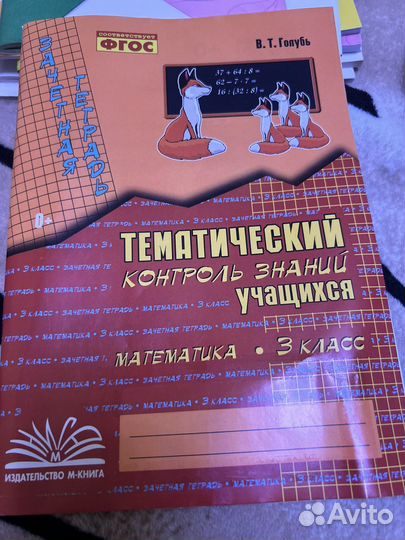 соответствует
ФГОС
В. Т. Голубь
ЗАЧЕТНАЯ
ТЕТРАДЬ
37 + 64 : 8 =
62 − 7 · 7 =
16 : (32 : 8) =
0+
ТЕМАТИЧЕСКИЙ
КОНТРОЛЬ ЗНАНИЙ
УЧАЩИХСЯ
МАТЕМАТИКА • 3 КЛАСС
М
ИЗДАТЕЛЬСТВО М-КНИГА
Avito